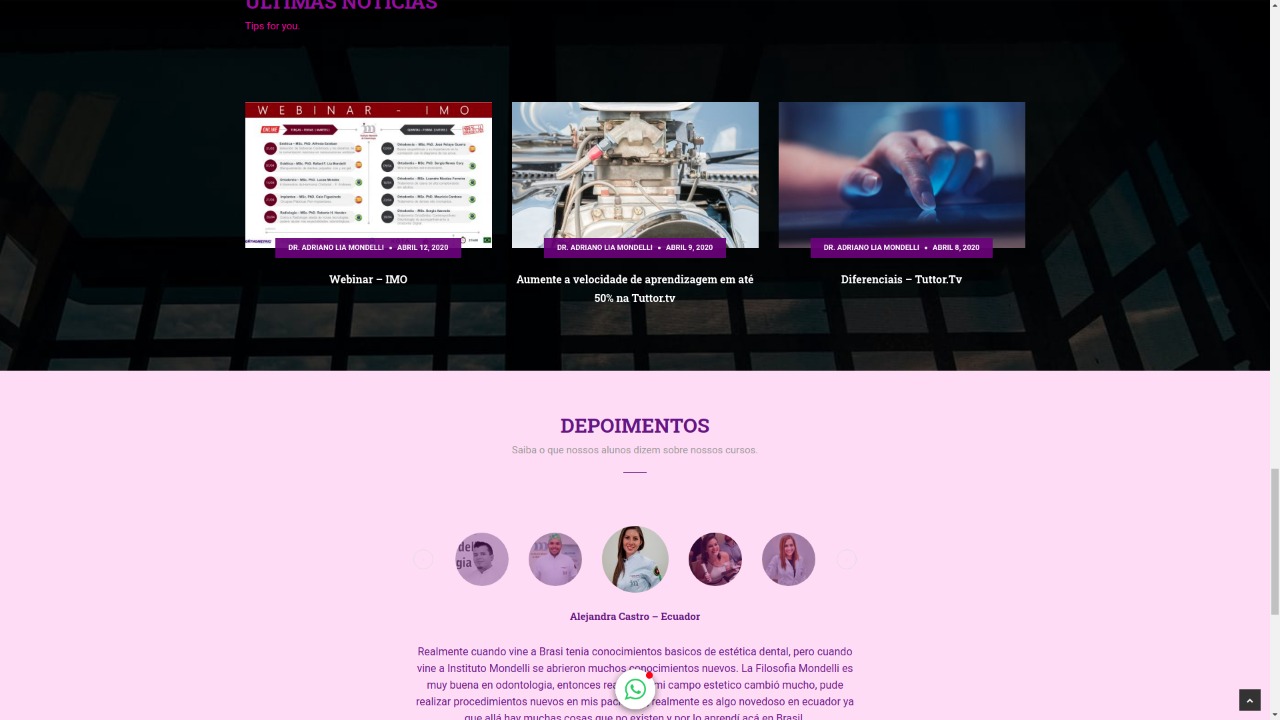 ÚLTIMAS NOTÍCIAS
Tips for you.
WEBINAR - IMO
DR. ADRIANO LIA MONDELLI • ABRIL 12, 2020
DR. ADRIANO LIA MONDELLI • ABRIL 9, 2020
DR. ADRIANO LIA MONDELLI • ABRIL 8, 2020
Webinar – IMO
Aumente a velocidade de aprendizagem em até
50% na Tuttor.tv
Diferenciais – Tuttor.Tv
DEPOIMENTOS
Saiba o que nossos alunos dizem sobre nossos cursos.
Alejandra Castro – Ecuador
Realmente cuando vine a Brasi tenia conocimientos basicos de estética dental, pero cuando
vine a Instituto Mondelli se abrieron muchos conocimientos nuevos. La Filosofia Mondelli es
muy buena en odontologia, entonces mi campo estetico cambió mucho, pude
realizar procedimientos nuevos en mis realmente es algo novedoso en ecuador ya
que allá hay muchas cosas que no existen y por lo aprendí acá en Brasil.